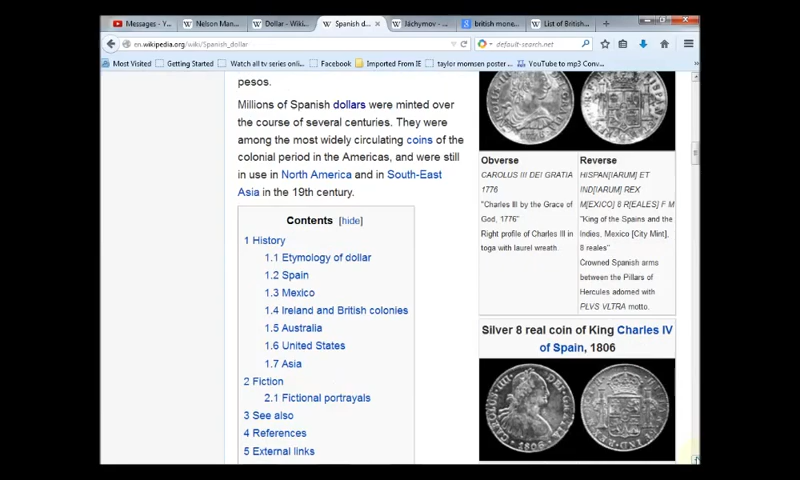 Messages - Y...
Nelson Man...
Dollar - Wiki...
Spanish d...
Jáchymov - ...
british mone...
List of British...
en.wikipedia.org/wiki/Spanish_dollar
default-search.net
Most Visited
Getting Started
Watch all tv series onli...
Facebook
Imported From IE
taylor momsen poster ...
YouTube to mp3 Conv...
pesos.
Millions of Spanish dollars were minted over
the course of several centuries. They were
among the most widely circulating coins of the
colonial period in the Americas, and were still
in use in North America and in South-East
Asia in the 19th century.
Contents [hide]
1 History
1.1 Etymology of dollar
1.2 Spain
1.3 Mexico
1.4 Ireland and British colonies
1.5 Australia
1.6 United States
1.7 Asia
2 Fiction
2.1 Fictional portrayals
3 See also
4 References
5 External links
Obverse
CAROLUS III DEI GRATIA
1776
"Charles III by the Grace of
God, 1776"
Right profile of Charles III in
toga with laurel wreath
Reverse
HISPAN[IARUM] ET
IND[IARUM] REX
M[EXICO] 8 R[EALES] F M
"King of the Spains and the
Indies, Mexico [City Mint],
8 reales"
Crowned Spanish arms
between the Pillars of
Hercules adorned with
PLVS VLTRA motto.
Silver 8 real coin of King Charles IV
of Spain, 1806
CAROLUS IIII DEI GRATIA
1806